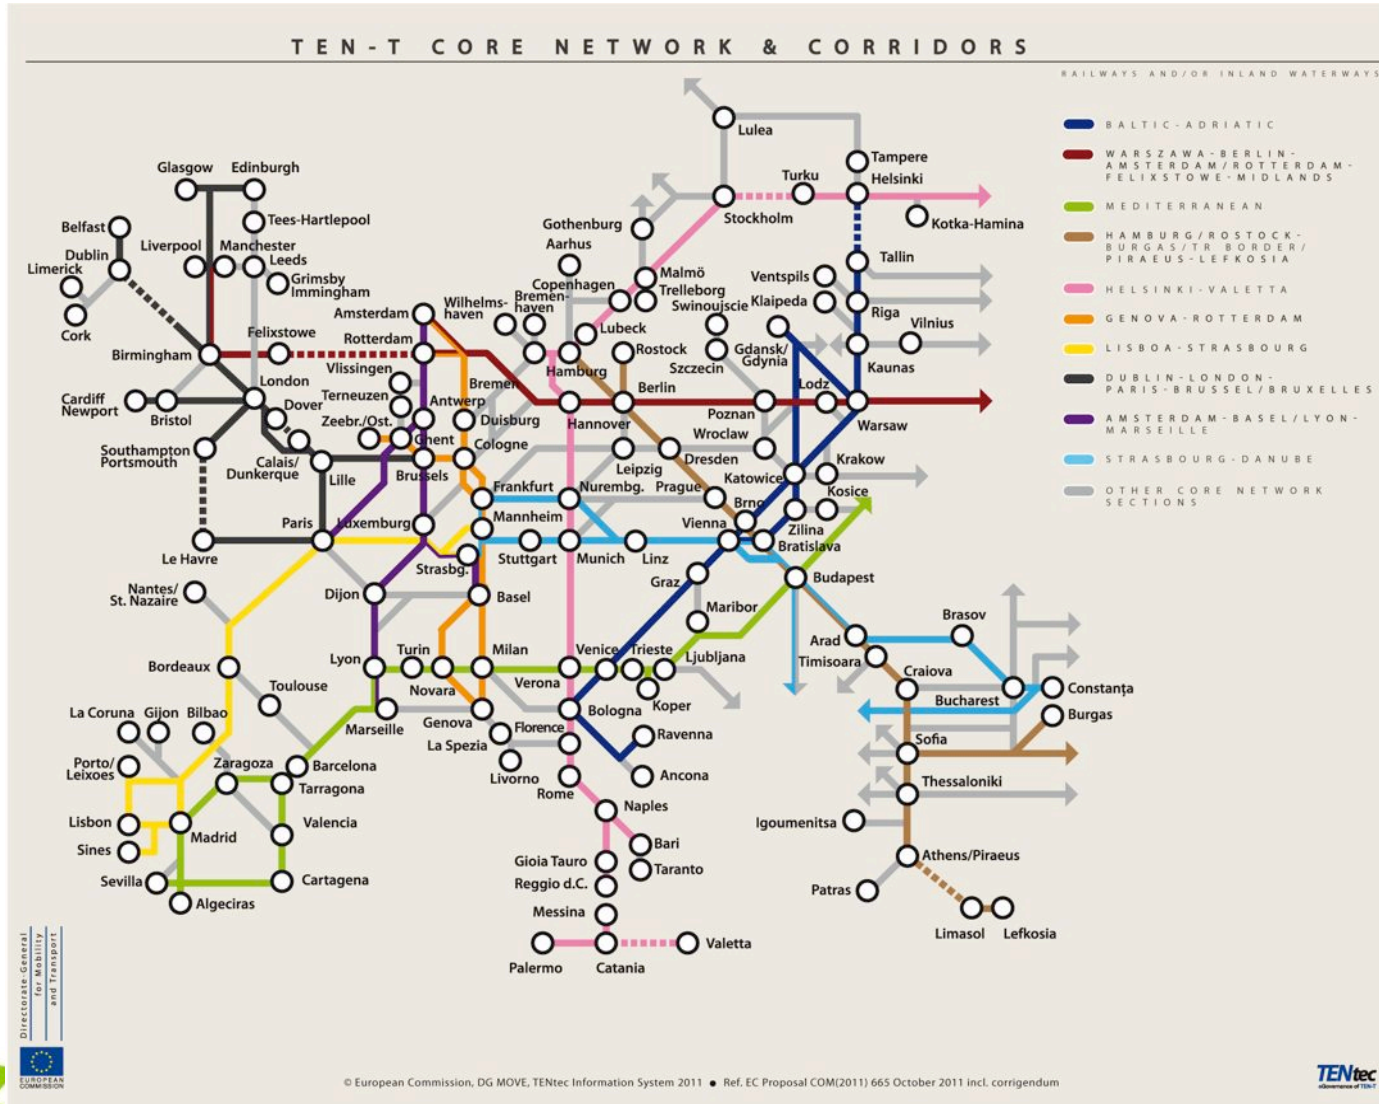 TEN-T CORE NETWORK & CORRIDORS
RAILWAYS AND/OR INLAND WATERWAYS
BALTIC-ADRIATIC
WARSZAWA-BERLIN-
AMSTERDAM/ROTTERDAM-
FELIXSTOWE-MIDLANDS
MEDITERRANEAN
HAMBURG/ROSTOCK-
BURGAS/TR BORDER/
PIRAEUS-LEFKOSIA
HELSINKI-VALETTA
GENOVA-ROTTERDAM
LISBOA-STRASBOURG
DUBLIN-LONDON-
PARIS-BRUSSEL/BRUXELLES
AMSTERDAM-BASEL/LYON-
MARSEILLE
STRASBOURG-DANUBE
OTHER CORE NETWORK
SECTIONS
Lulea
Glasgow
Edinburgh
Tampere
Turku
Helsinki
Stockholm
Kotka-Hamina
Belfast
Tees-Hartlepool
Gothenburg
Aarhus
Dublin
Liverpool
Manchester
Leeds
Limerick
Grimsby
Immingham
Tallin
Malmö
Copenhagen
Trelleborg
Ventspils
Klaipeda
Swinoujscie
Cork
Amsterdam
Wilhelms-
haven
Bremen-
haven
Riga
Vilnius
Felixstowe
Rotterdam
Lubeck
Rostock
Gdansk/
Gdynia
Birmingham
Vlissingen
Hamburg
Szczecin
Kaunas
London
Terneuzen
Bremen
Berlin
Lodz
Cardiff
Newport
Bristol
Dover
Zeebr./Ost.
Antwerp
Duisburg
Hannover
Poznan
Warsaw
Southampton
Portsmouth
Calais/
Dunkerque
Lille
Ghent
Brussels
Cologne
Leipzig
Dresden
Wroclaw
Katowice
Krakow
Kosice
Frankfurt
Nurembg.
Prague
Brno
Zilina
Paris
Luxemburg
Mannheim
Vienna
Bratislava
Le Havre
Strasbg.
Stuttgart
Munich
Linz
Nantes/
St. Nazaire
Dijon
Basel
Graz
Budapest
Maribor
Brasov
Arad
Timisoara
Bordeaux
Lyon
Turin
Novara
Milan
Verona
Venice
Trieste
Ljubljana
Koper
Craiova
Bucharest
Constanţa
Toulouse
La Coruna
Gijon
Bilbao
Marseille
Genova
La Spezia
Florence
Bologna
Ravenna
Burgas
Sofia
Porto/
Leixoes
Zaragoza
Barcelona
Tarragona
Livorno
Rome
Ancona
Thessaloniki
Lisbon
Madrid
Valencia
Naples
Igoumenitsa
Sines
Bari
Taranto
Gioia Tauro
Reggio d.C.
Athens/Piraeus
Sevilla
Cartagena
Algeciras
Patras
Messina
Limasol
Lefkosia
Palermo
Catania
Valetta
Directorate-General
for Mobility
and Transport
EUROPEAN
COMMISSION
© European Commission, DG MOVE, TENtec Information System 2011 ● Ref. EC Proposal COM(2011) 665 October 2011 incl. corrigendum
TENtec
eGovernance of TEN-T